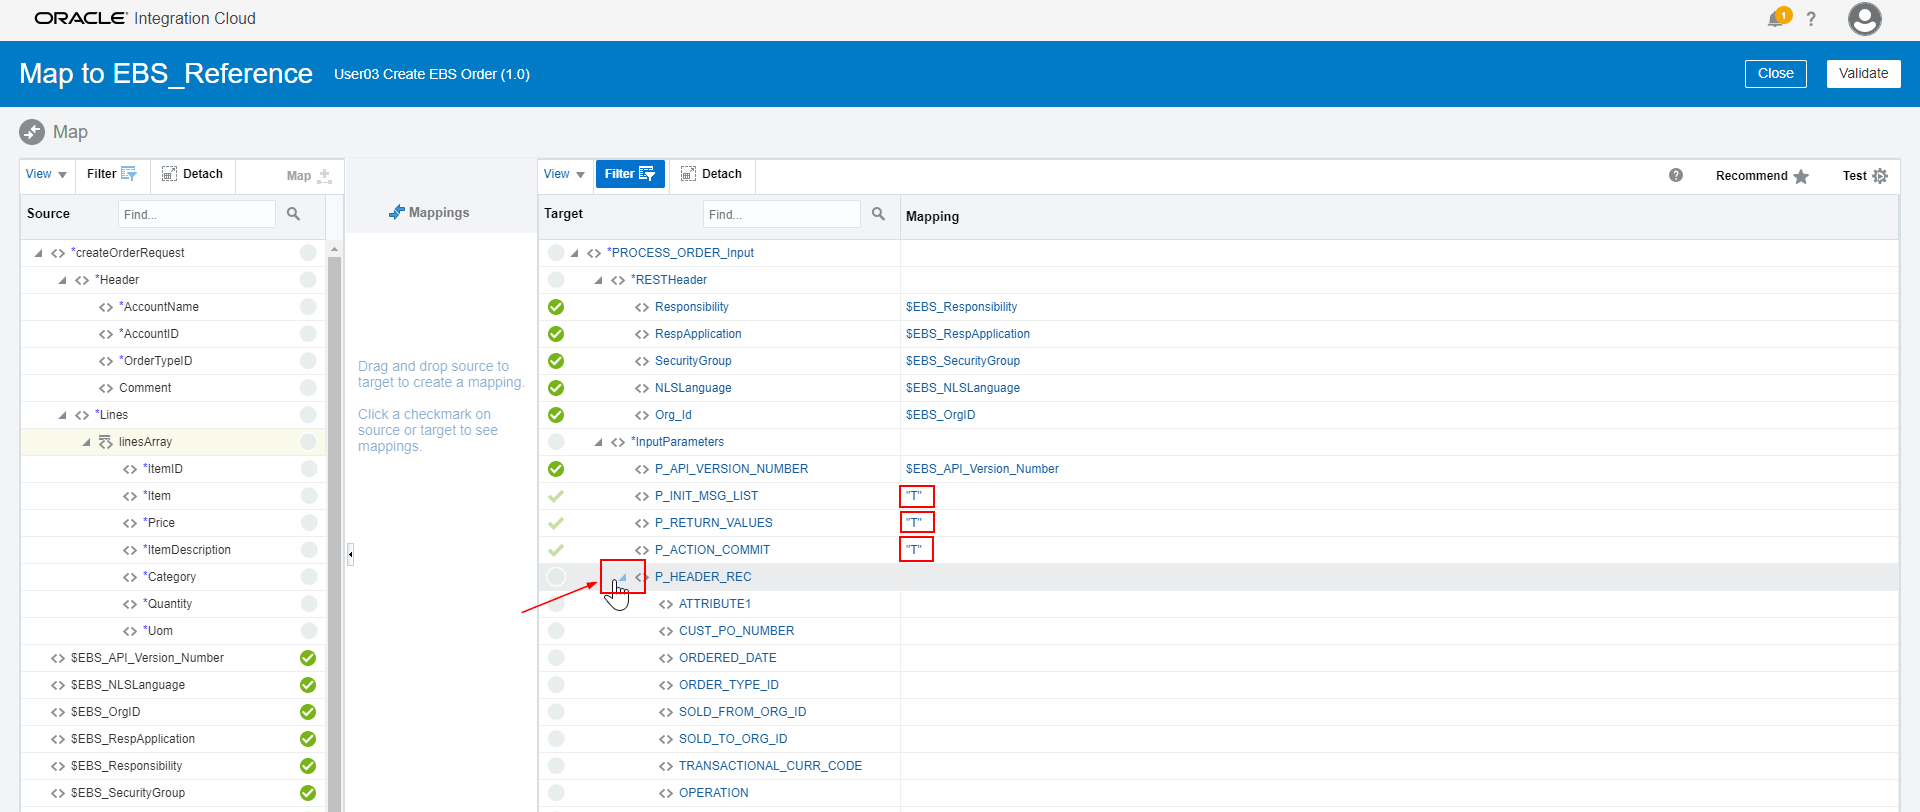 ORACLE® Integration Cloud
1
?
Map to EBS_Reference User03 Create EBS Order (1.0)
Close
Validate
Map
View
Filter
Detach
Map
View
Filter
Detach
?
Recommend
Test
Source
Find...
Mappings
Target
Find...
Mapping
*createOrderRequest
*Header
*AccountName
*AccountID
*OrderTypeID
Comment
*Lines
linesArray
*ItemID
*Item
*Price
*ItemDescription
*Category
*Quantity
*Uom
$EBS_API_Version_Number
$EBS_NLSLanguage
$EBS_OrgID
$EBS_RespApplication
$EBS_Responsibility
$EBS_SecurityGroup
Drag and drop source to
target to create a mapping.
Click a checkmark on
source or target to see
mappings.
*PROCESS_ORDER_Input
*RESTHeader
Responsibility $EBS_Responsibility
RespApplication $EBS_RespApplication
SecurityGroup $EBS_SecurityGroup
NLSLanguage $EBS_NLSLanguage
Org_Id $EBS_OrgID
*InputParameters
P_API_VERSION_NUMBER $EBS_API_Version_Number
P_INIT_MSG_LIST "T"
P_RETURN_VALUES "T"
P_ACTION_COMMIT "T"
P_HEADER_REC
ATTRIBUTE1
CUST_PO_NUMBER
ORDERED_DATE
ORDER_TYPE_ID
SOLD_FROM_ORG_ID
SOLD_TO_ORG_ID
TRANSACTIONAL_CURR_CODE
OPERATION